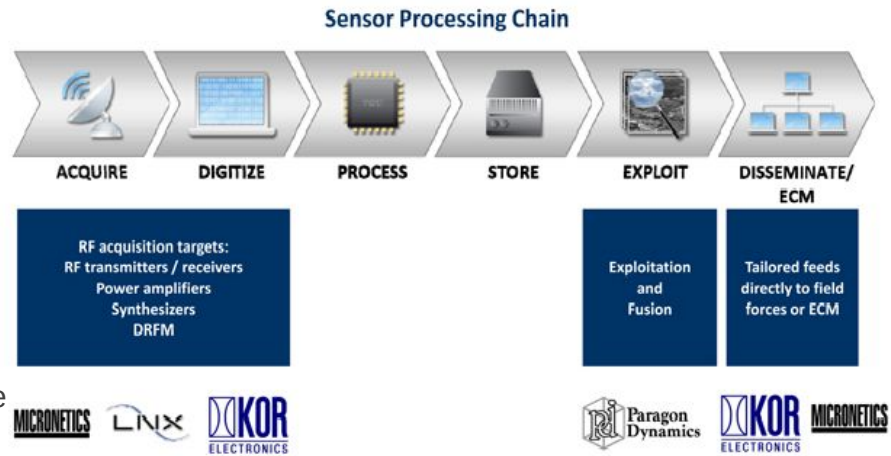 Sensor Processing Chain
ACQUIRE
DIGITIZE
PROCESS
STORE
EXPLOIT
DISSEMINATE/
ECM
RF acquisition targets:
RF transmitters / receivers
Power amplifiers
Synthesizers
DRFM
Exploitation
and
Fusion
Tailored feeds
directly to field
forces or ECM
e
MICRONETICS
LNX
KOR
ELECTRONICS
pdi Paragon
Dynamics
KOR
ELECTRONICS
MICRONETICS